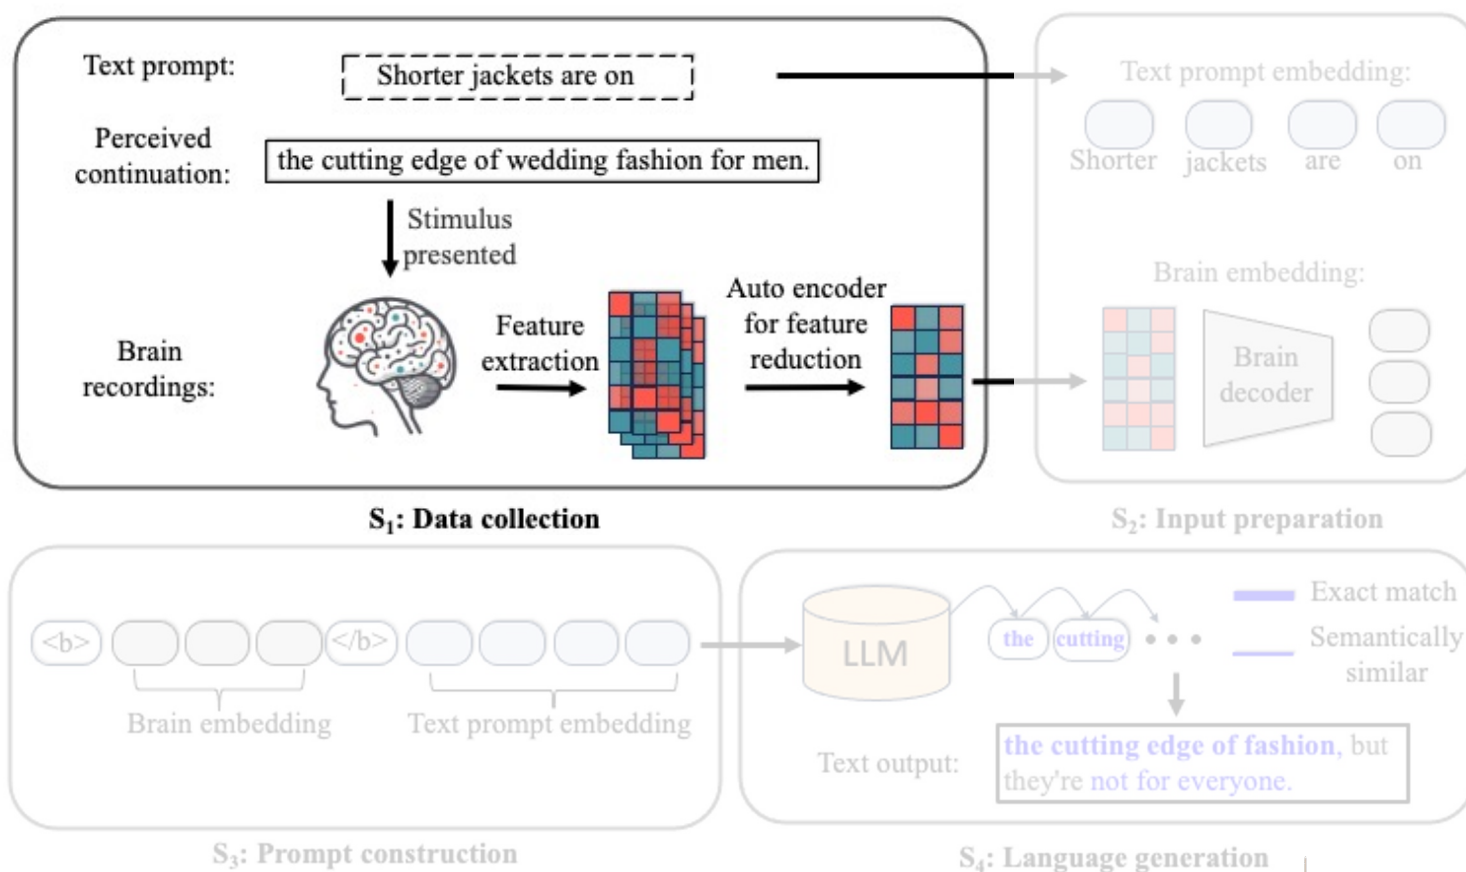 Text prompt:
Shorter jackets are on
Perceived
continuation:
the cutting edge of wedding fashion for men.
Stimulus
presented
Brain
recordings:
Feature
extraction
Auto encoder
for feature
reduction
S₁: Data collection
Text prompt embedding:
Shorter jackets are on
Brain embedding:
Brain
decoder
S₂: Input preparation
<b> </b>
Brain embedding
Text prompt embedding
S₃: Prompt construction
LLM
the cutting • • •
Exact match
Semantically
similar
Text output:
the cutting edge of fashion, but
they're not for everyone.
S₄: Language generation